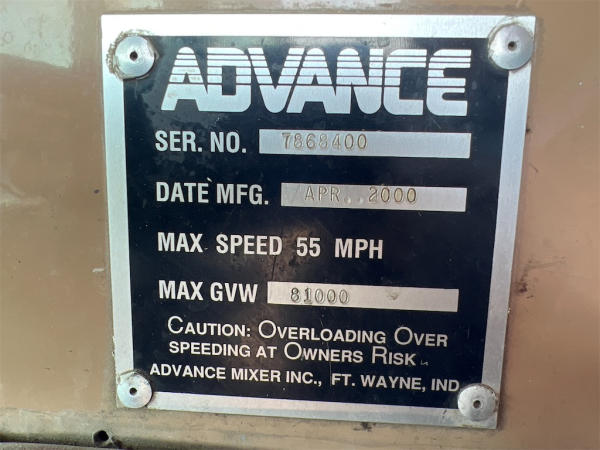 ADVANCE
SER. NO. 7868400
DATE MFG. APR. 2000
MAX SPEED 55 MPH
MAX GVW 81000
CAUTION: OVERLOADING OVER
SPEEDING AT OWNERS RISK
ADVANCE MIXER INC., FT. WAYNE, IND